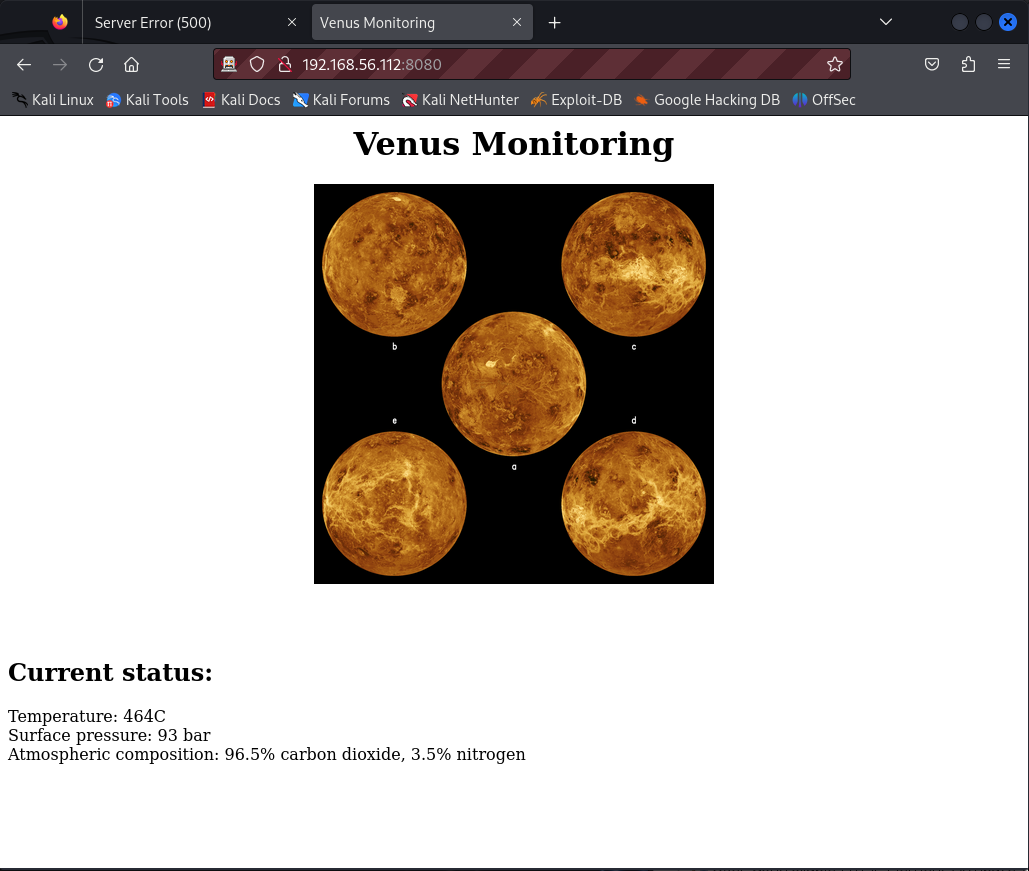 Server Error (500)
Venus Monitoring
192.168.56.112:8080
Kali Linux
Kali Tools
Kali Docs
Kali Forums
Kali NetHunter
Exploit-DB
Google Hacking DB
OffSec
Venus Monitoring
b
c
e
d
a
Current status:
Temperature: 464C
Surface pressure: 93 bar
Atmospheric composition: 96.5% carbon dioxide, 3.5% nitrogen